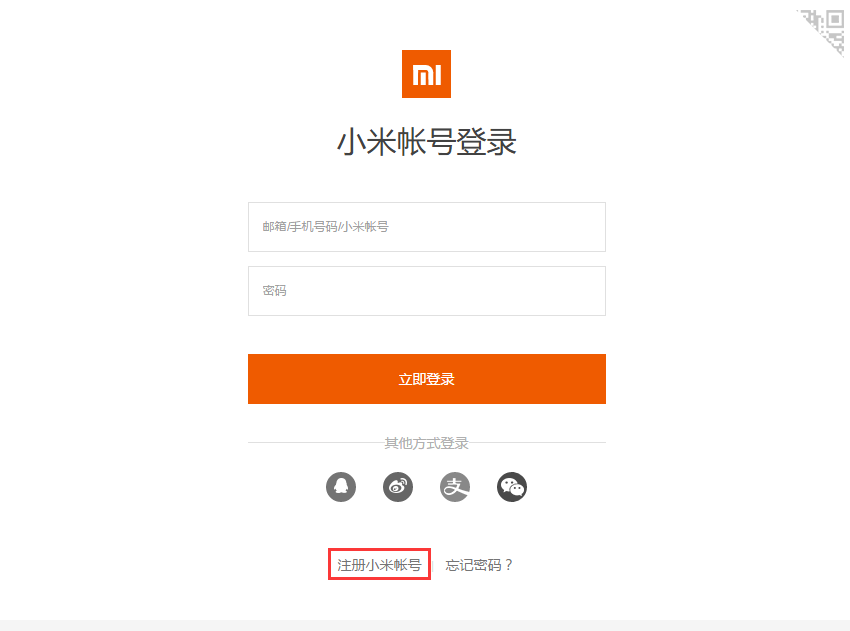 mi
小米帐号登录
邮箱/手机号码/小米帐号
密码
立即登录
其他方式登录
支
注册小米帐号 忘记密码？